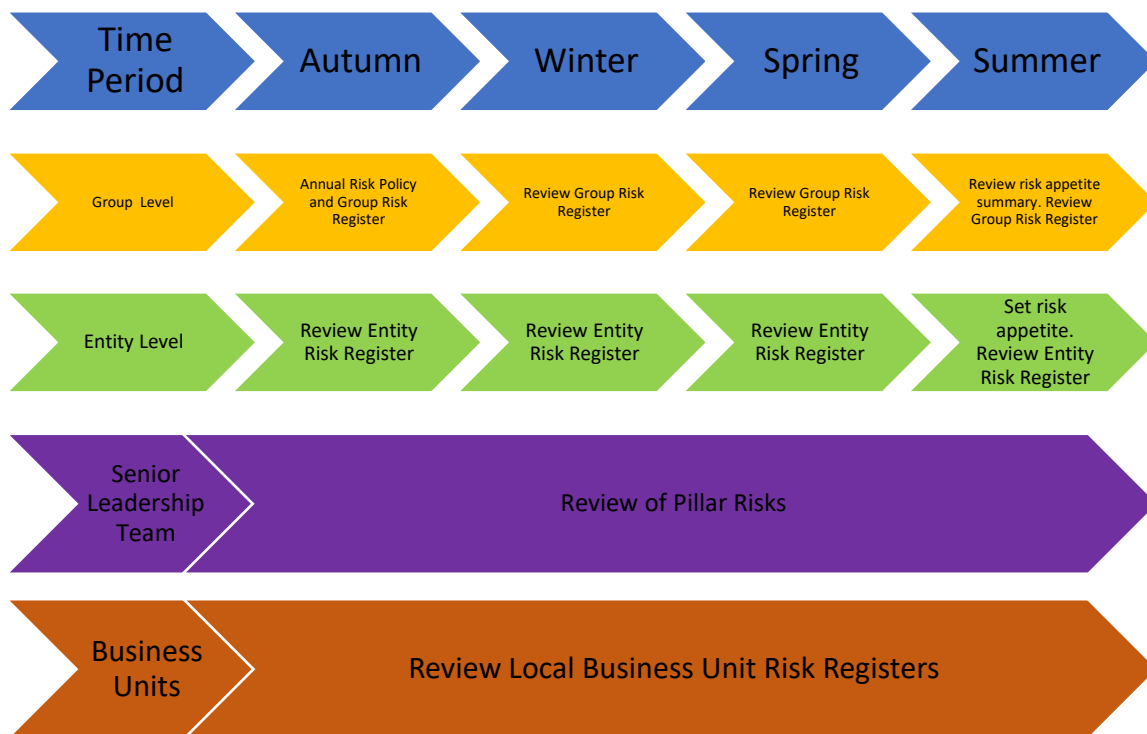 Time
Period
Autumn
Winter
Spring
Summer
Group Level
Annual Risk Policy
and Group Risk
Register
Review Group Risk
Register
Review Group Risk
Register
Review risk appetite
summary. Review
Group Risk Register
Entity Level
Review Entity
Risk Register
Review Entity
Risk Register
Review Entity
Risk Register
Set risk
appetite.
Review Entity
Risk Register
Senior
Leadership
Team
Review of Pillar Risks
Business
Units
Review Local Business Unit Risk Registers